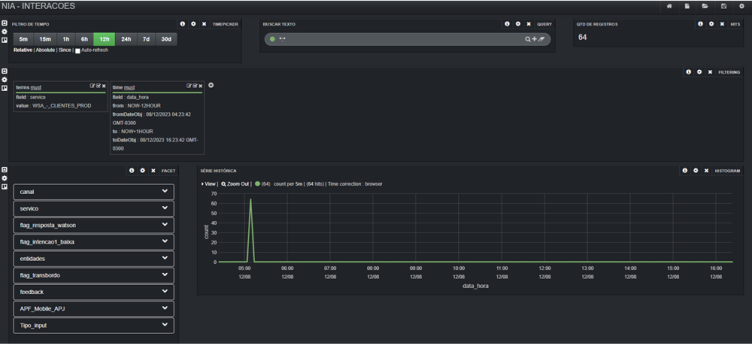 NIA - INTERACOES
FILTRO DE TEMPO
TIMEPICKER
5m 15m 1h 6h 12h 24h 7d 30d
Relative | Absolute | Since | Auto-refresh
BUSCAR TEXTO
QUERY
*:*
QTD DE REGISTROS
HITS
64
FILTERING
terms must
field : servico
value : WSA_-_CLIENTES_PROD
time must
field : data_hora
from : NOW-12HOUR
fromDateObj : 08/12/2023 04:23:42
GMT-0300
to : NOW+1HOUR
toDateObj : 08/12/2023 16:23:42 GMT-
0300
FACET
canal
servico
flag_resposta_watson
flag_intencao1_baixa
entidades
flag_transbordo
feedback
APF_Mobile_APJ
Tipo_input
SÉRIE HISTÓRICA
HISTOGRAM
View | Zoom Out | (64) count per 5m | (64 hits) | Time correction : browser
count
70
60
50
40
30
20
10
0
05:00 06:00 07:00 08:00 09:00 10:00 11:00 12:00 13:00 14:00 15:00 16:00
12/08 12/08 12/08 12/08 12/08 12/08 12/08 12/08 12/08 12/08 12/08 12/08
data_hora